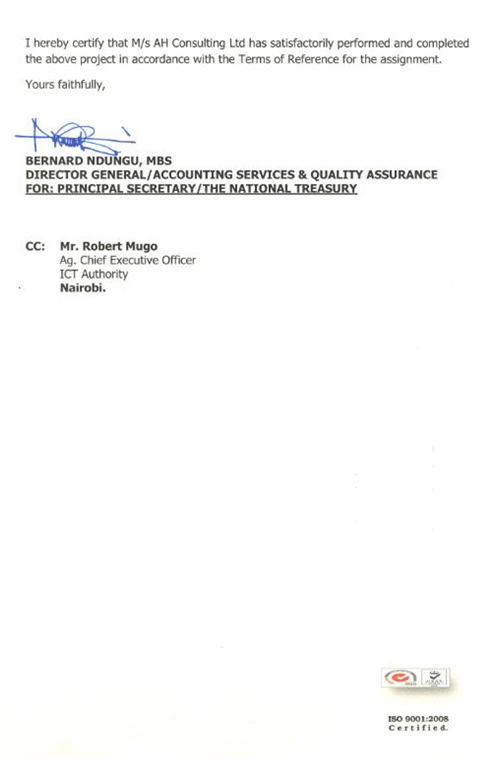 I hereby certify that M/s AH Consulting Ltd has satisfactorily performed and completed
the above project in accordance with the Terms of Reference for the assignment.
Yours faithfully,
BERNARD NDUNGU, MBS
DIRECTOR GENERAL/ACCOUNTING SERVICES & QUALITY ASSURANCE
FOR: PRINCIPAL SECRETARY/THE NATIONAL TREASURY
CC: Mr. Robert Mugo
Ag. Chief Executive Officer
ICT Authority
Nairobi.
ISO 9001:2008
Certified.